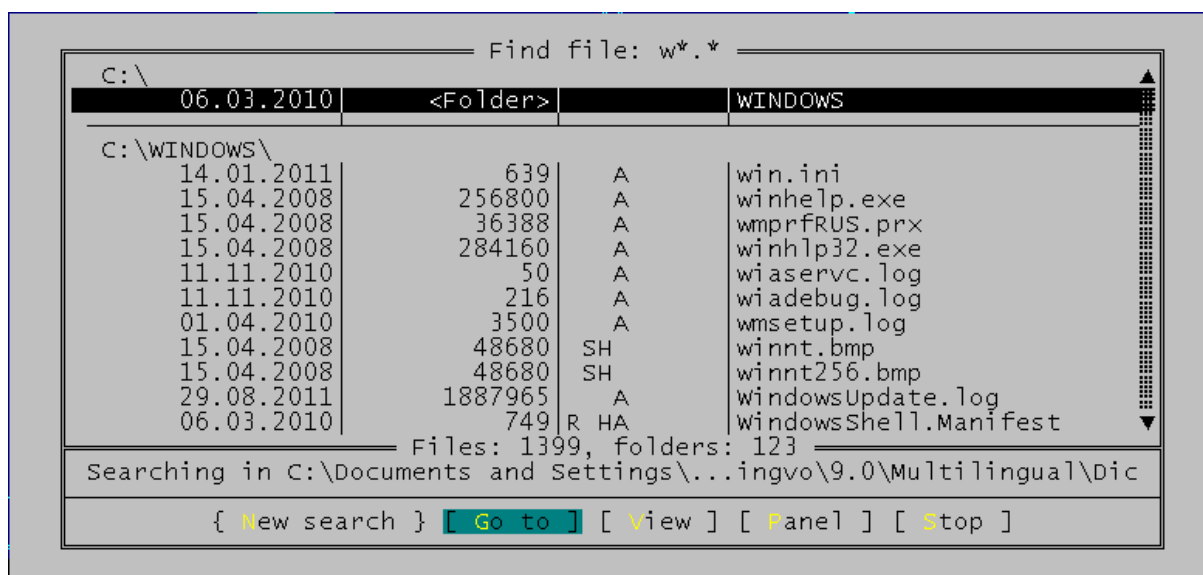 Find file: w*.*
C:\
06.03.2010 <Folder> WINDOWS
C:\WINDOWS\
14.01.2011 639 A win.ini
15.04.2008 256800 A winhelp.exe
15.04.2008 36388 A wmprfRUS.prx
15.04.2008 284160 A winhlp32.exe
11.11.2010 50 A wiaservc.log
11.11.2010 216 A wiadebug.log
01.04.2010 3500 A wmsetup.log
15.04.2008 48680 SH winnt.bmp
15.04.2008 48680 SH winnt256.bmp
29.08.2011 1887965 A WindowsUpdate.log
06.03.2010 749 R HA WindowsShell.Manifest
Files: 1399, folders: 123
Searching in C:\Documents and Settings\...ingvo\9.0\Multilingual\Dic
{ New search } [ Go to ] [ View ] [ Panel ] [ Stop ]